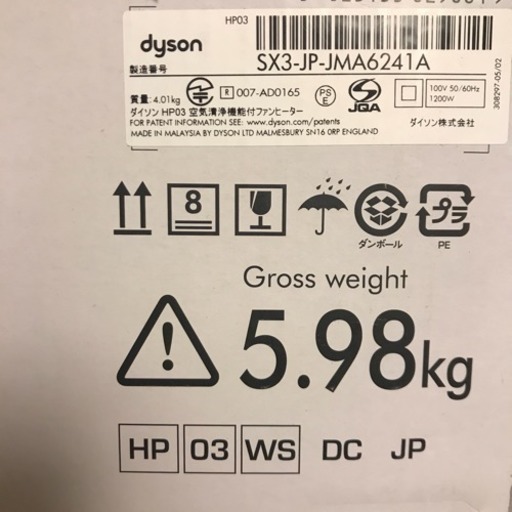 HP03
dyson
SX3-JP-JMA6241A
製造番号
R 007-AD0165
PS
E
JQA
100V 50/60Hz
1200W
308297-05/02
質量:4.01kg
ダイソン HP03 空気清浄機能付ファンヒーター
FOR PATENT INFORMATION SEE: www.dyson.com/patents
MADE IN MALAYSIA BY DYSON LTD MALMESBURY SN16 0RP ENGLAND
ダイソン株式会社
8
プラ
ダンボール
PE
Gross weight
5.98kg
HP 03 WS DC JP